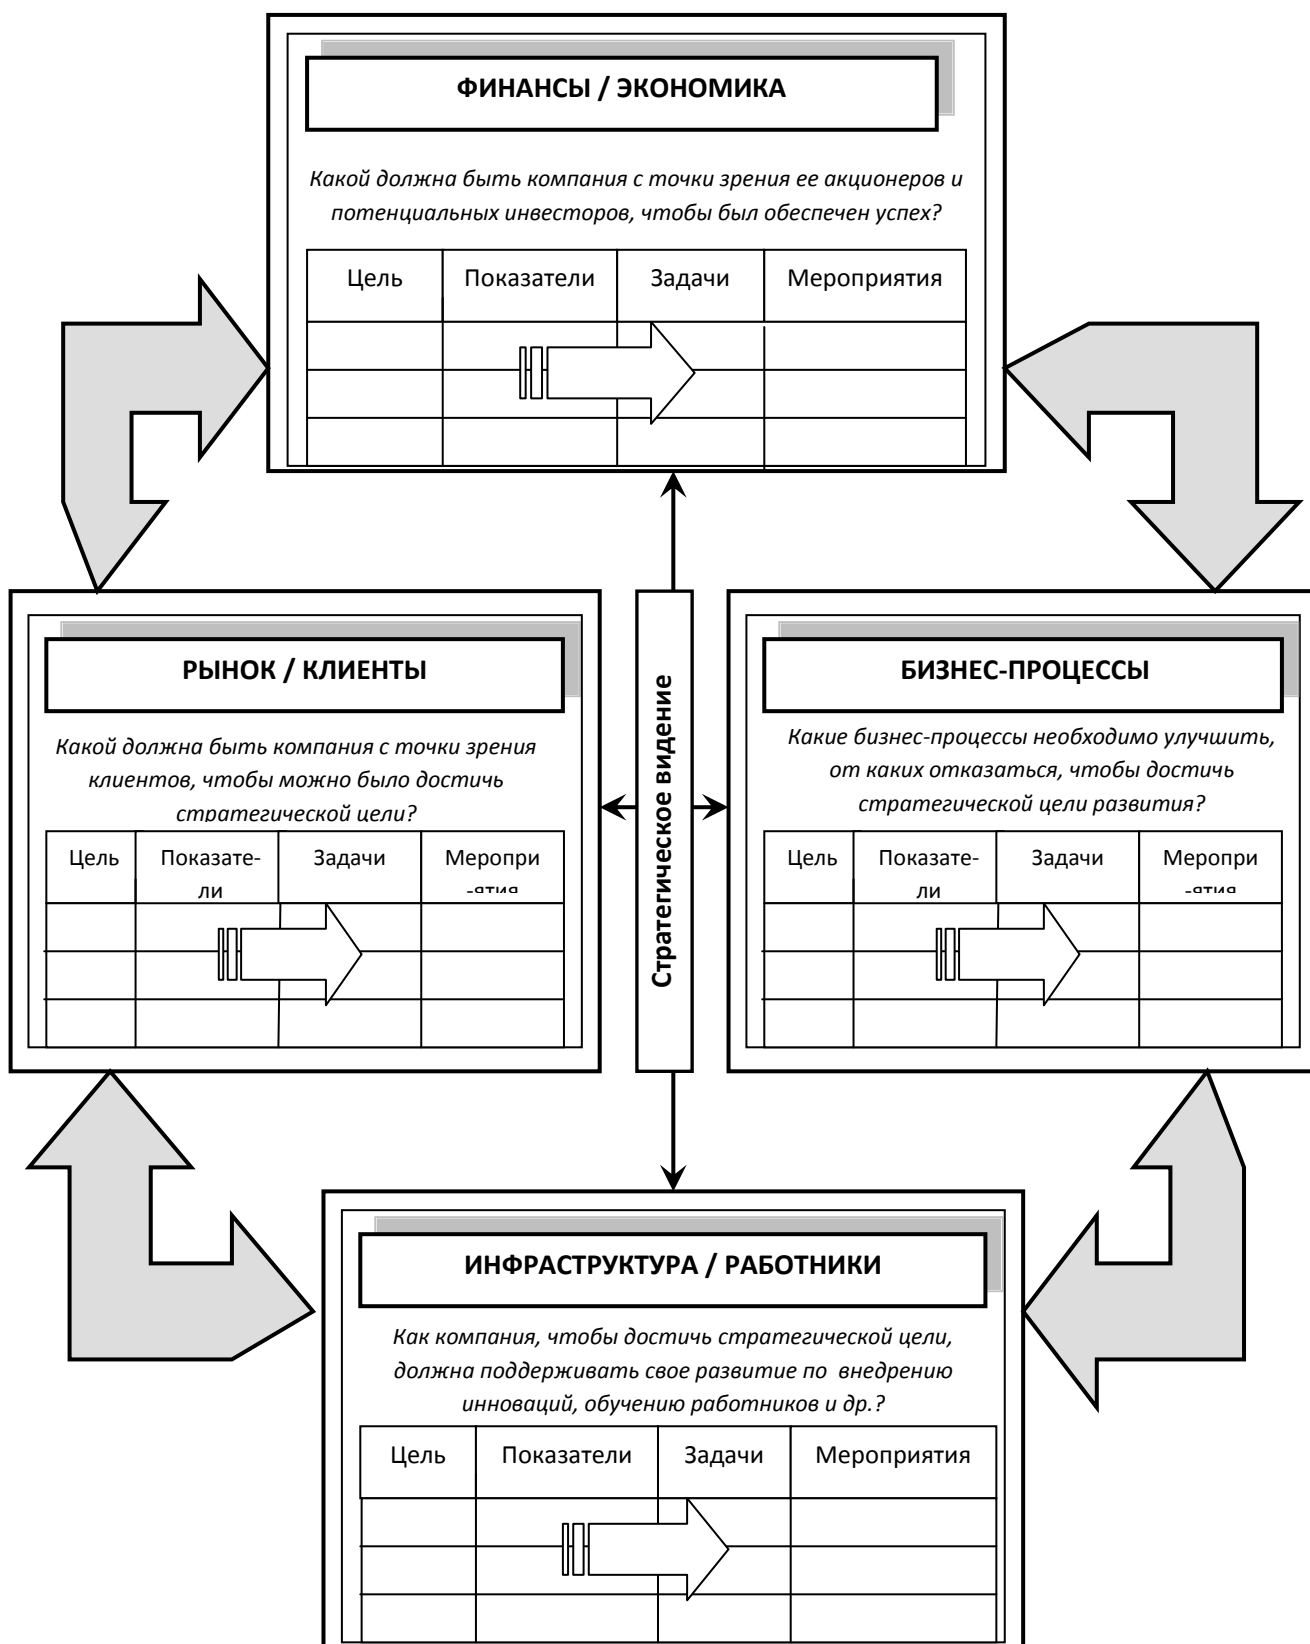 ФИНАНСЫ / ЭКОНОМИКА
Какой должна быть компания с точки зрения ее акционеров и
потенциальных инвесторов, чтобы был обеспечен успех?
Цель Показатели Задачи Мероприятия
РЫНОК / КЛИЕНТЫ
Какой должна быть компания с точки зрения
клиентов, чтобы можно было достичь
стратегической цели?
Цель Показате- Задачи Меропри
ли -ятия
Стратегическое видение
БИЗНЕС-ПРОЦЕССЫ
Какие бизнес-процессы необходимо улучшить,
от каких отказаться, чтобы достичь
стратегической цели развития?
Цель Показате- Задачи Меропри
ли -ятия
ИНФРАСТРУКТУРА / РАБОТНИКИ
Как компания, чтобы достичь стратегической цели,
должна поддерживать свое развитие по внедрению
инноваций, обучению работников и др.?
Цель Показатели Задачи Мероприятия